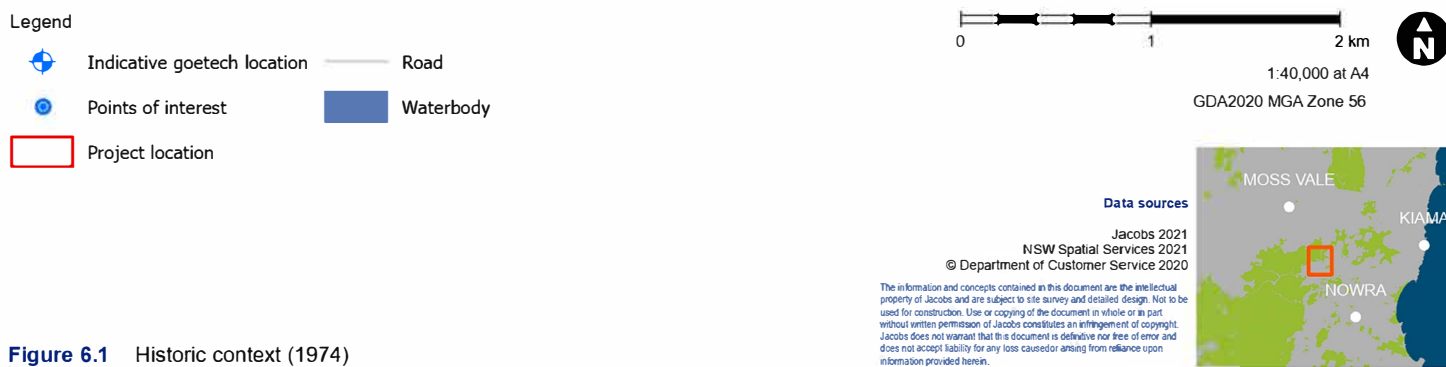 Legend
Indicative goetech location
Road
Points of interest
Waterbody
Project location
0 1 2 km
N
1:40,000 at A4
GDA2020 MGA Zone 56
Data sources
Jacobs 2021
NSW Spatial Services 2021
© Department of Customer Service 2020
The information and concepts contained in this document are the intellectual
property of Jacobs and are subject to site survey and detailed design. Not to be
used for construction. Use or copying of the document in whole or in part
without written permission of Jacobs constitutes an infringement of copyright.
Jacobs does not warrant that this document is definitive nor free of error and
does not accept liability for any loss causedor arising from reliance upon
information provided herein.
MOSS VALE
KIAMA
NOWRA
Figure 6.1 Historic context (1974)